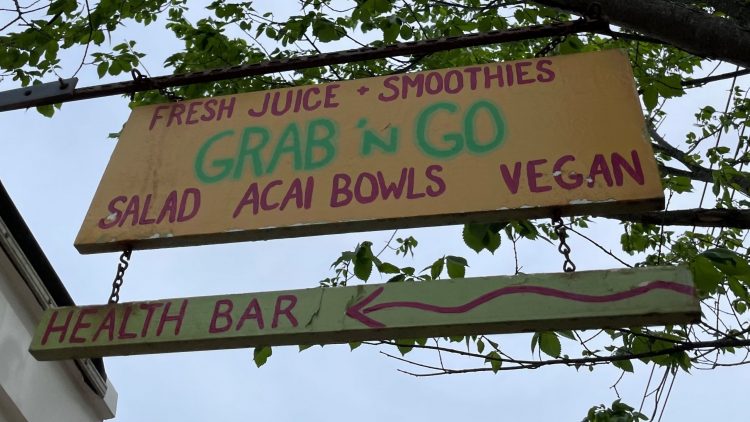 FRESH JUICE + SMOOTHIES
GRAB 'N GO
SALAD ACAI BOWLS VEGAN
HEALTH BAR